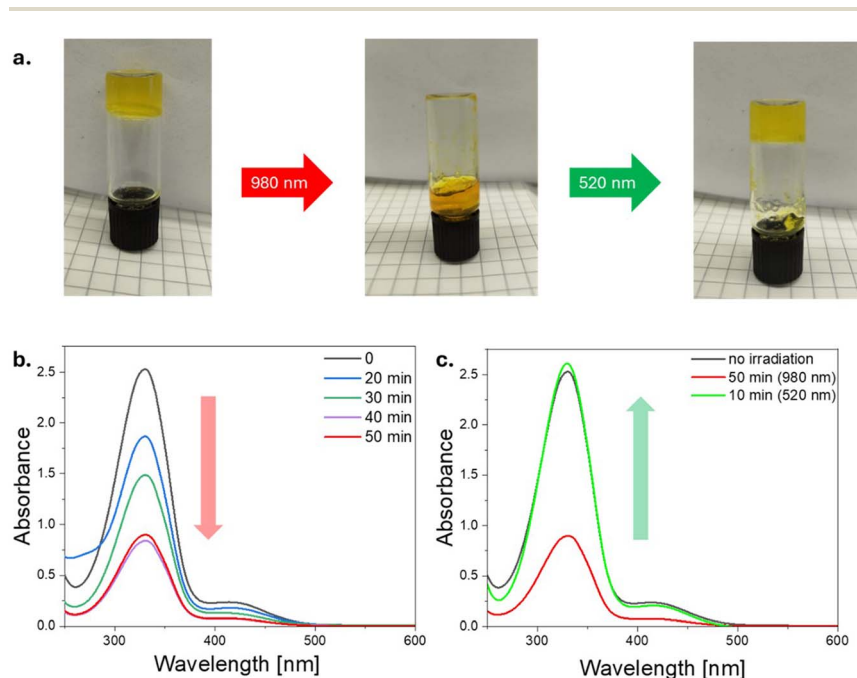 a.
980 nm
520 nm
b.
0
20 min
30 min
40 min
50 min
2.5
2.0
1.5
1.0
0.5
0.0
Absorbance
300
400
500
600
Wavelength [nm]
c.
no irradiation
50 min (980 nm)
10 min (520 nm)
2.5
2.0
1.5
1.0
0.5
0.0
Absorbance
300
400
500
600
Wavelength [nm]